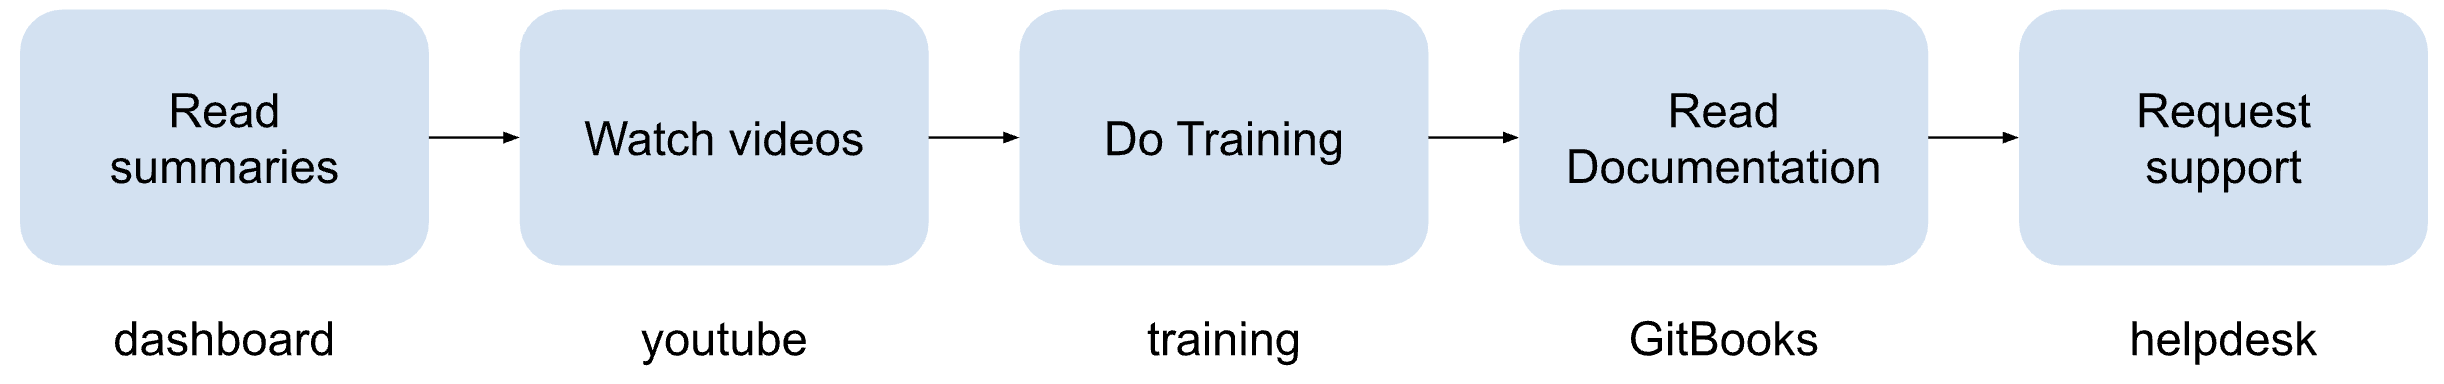 Read
summaries
Watch videos
Do Training
Read
Documentation
Request
support
dashboard
youtube
training
GitBooks
helpdesk